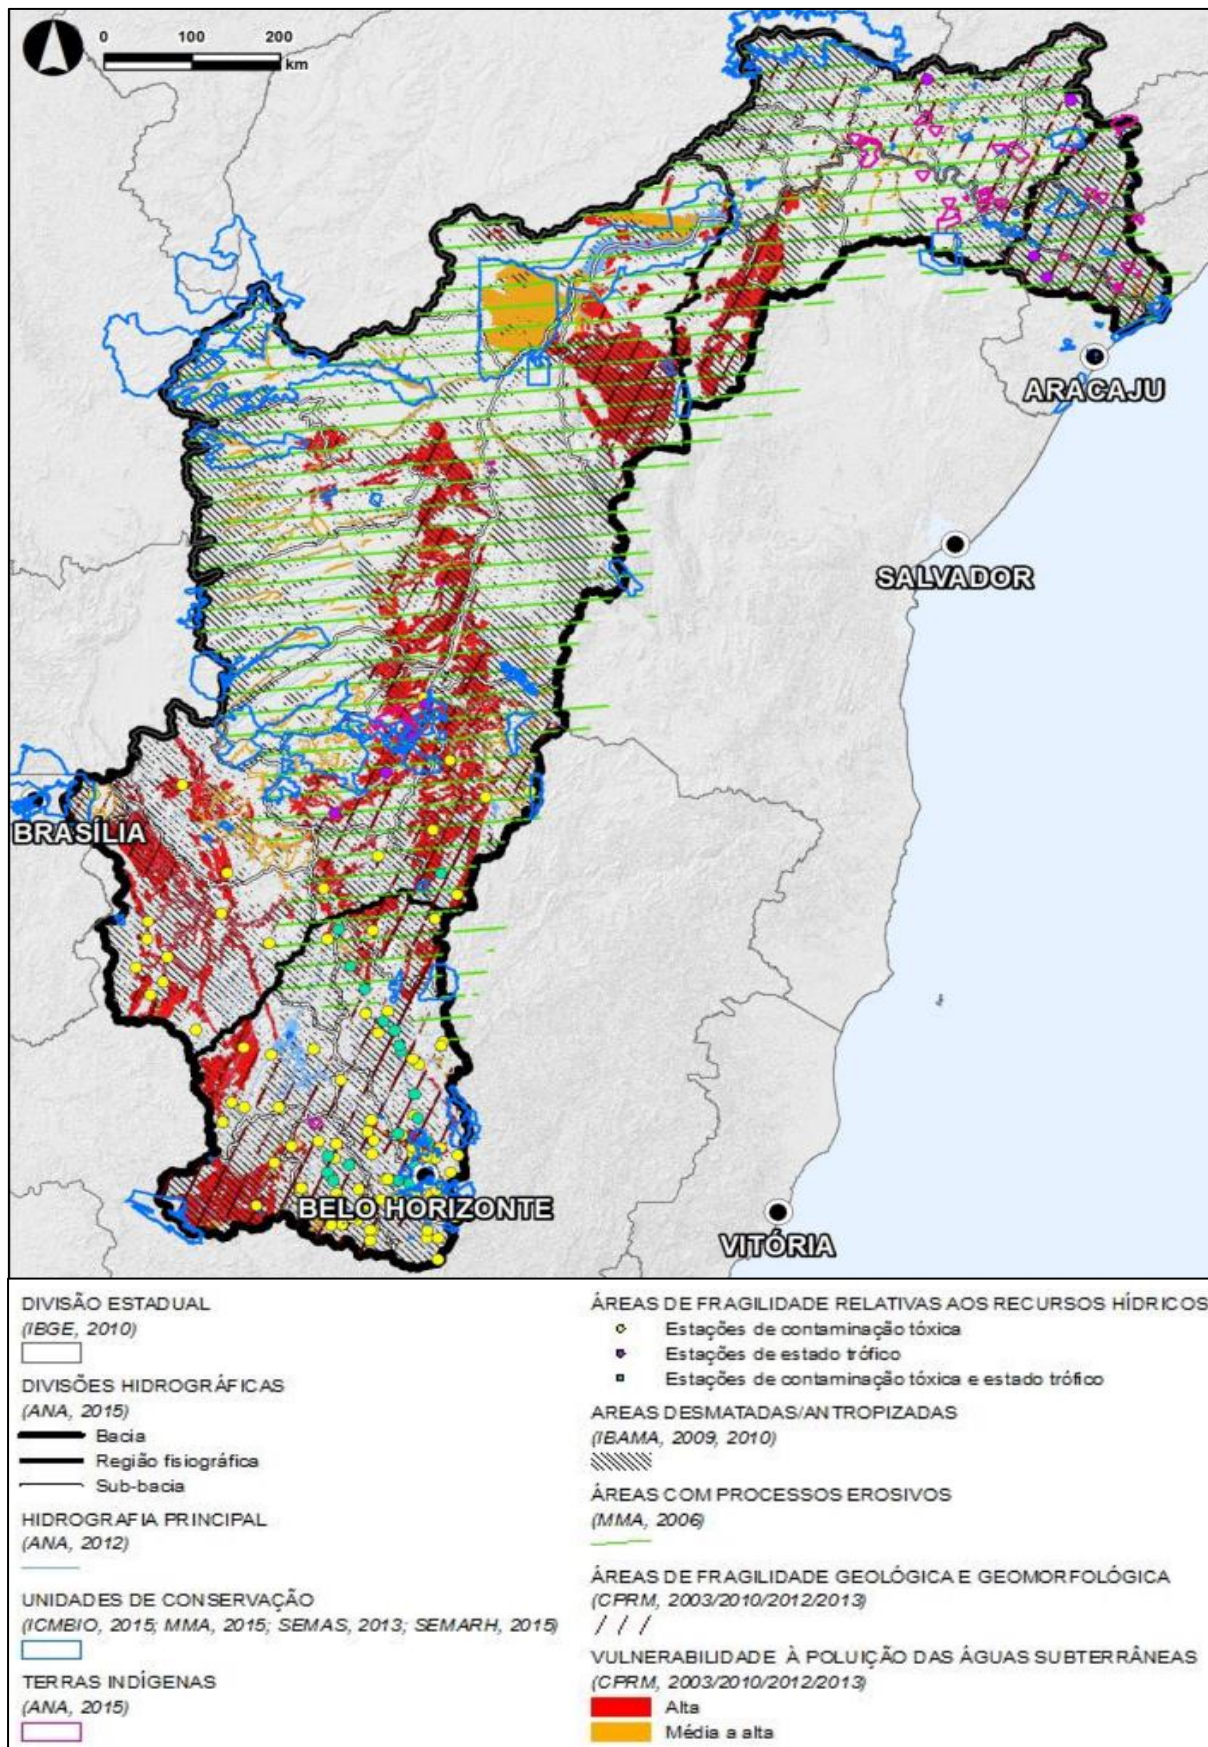 0 100 200
km
ARACAJU
SALVADOR
BRASÍLIA
BELO HORIZONTE
VITÓRIA
DIVISÃO ESTADUAL
(IBGE, 2010)
DIVISÕES HIDROGRÁFICAS
(ANA, 2015)
Bacia
Região fisiográfica
Sub-bacia
HIDROGRAFIA PRINCIPAL
(ANA, 2012)
UNIDADES DE CONSERVAÇÃO
(ICMBIO, 2015; MMA, 2015; SEMAS, 2013; SEMARH, 2015)
TERRAS INDÍGENAS
(ANA, 2015)
ÁREAS DE FRAGILIDADE RELATIVAS AOS RECURSOS HÍDRICOS
Estações de contaminação tóxica
Estações de estado trófico
Estações de contaminação tóxica e estado trófico
AREAS DESMATADAS/ANTROPIZADAS
(IBAMA, 2009, 2010)
ÁREAS COM PROCESSOS EROSIVOS
(MMA, 2006)
ÁREAS DE FRAGILIDADE GEOLÓGICA E GEOMORFOLÓGICA
(CPRM, 2003/2010/2012/2013)
VULNERABILIDADE À POLUIÇÃO DAS ÁGUAS SUBTERRÂNEAS
(CPRM, 2003/2010/2012/2013)
Alta
Média a alta